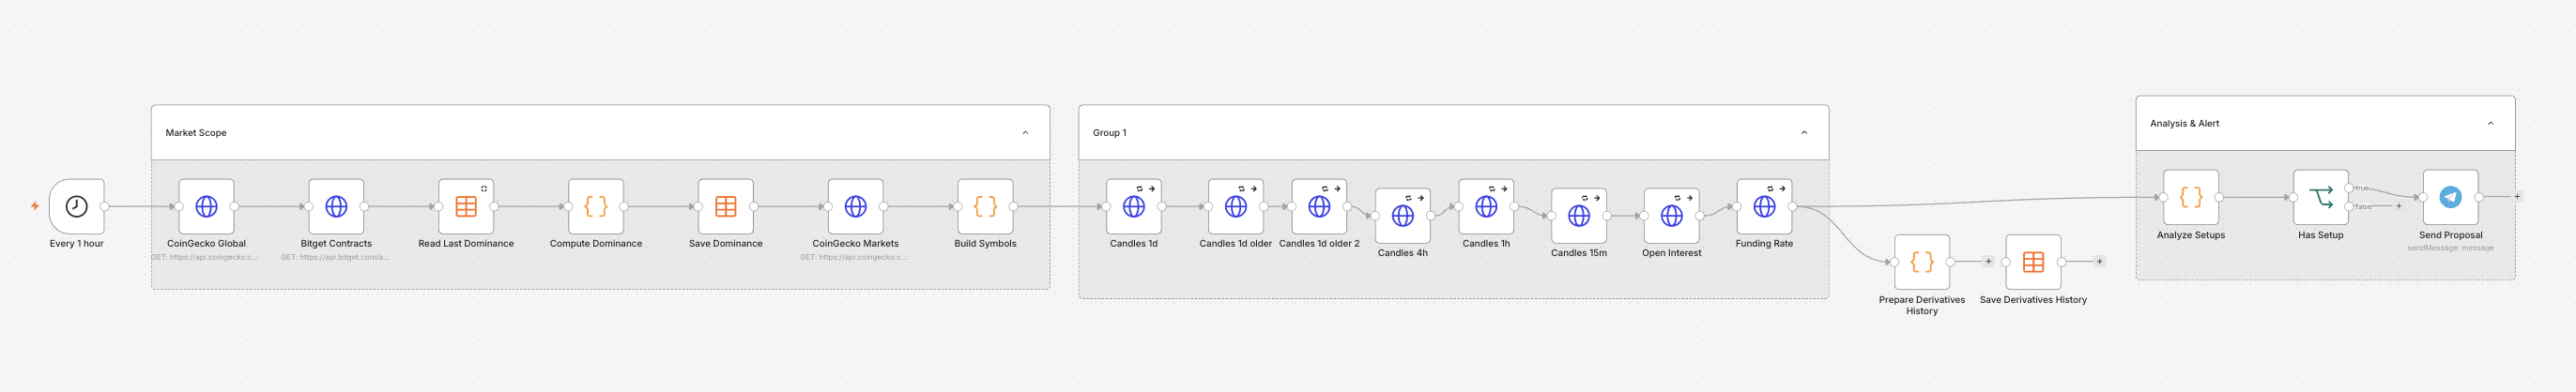 Market Scope
Group 1
Analysis & Alert
Every 1 hour
CoinGecko Global
GET: https://api.coingecko.c...
Bitget Contracts
GET: https://api.bitget.com/a...
Read Last Dominance
Compute Dominance
Save Dominance
CoinGecko Markets
GET: https://api.coingecko.c...
Build Symbols
Candles 1d
Candles 1d older
Candles 1d older 2
Candles 4h
Candles 1h
Candles 15m
Open Interest
Funding Rate
Prepare Derivatives
History
Save Derivatives History
Analyze Setups
true
false
Has Setup
Send Proposal
sendMessage: message